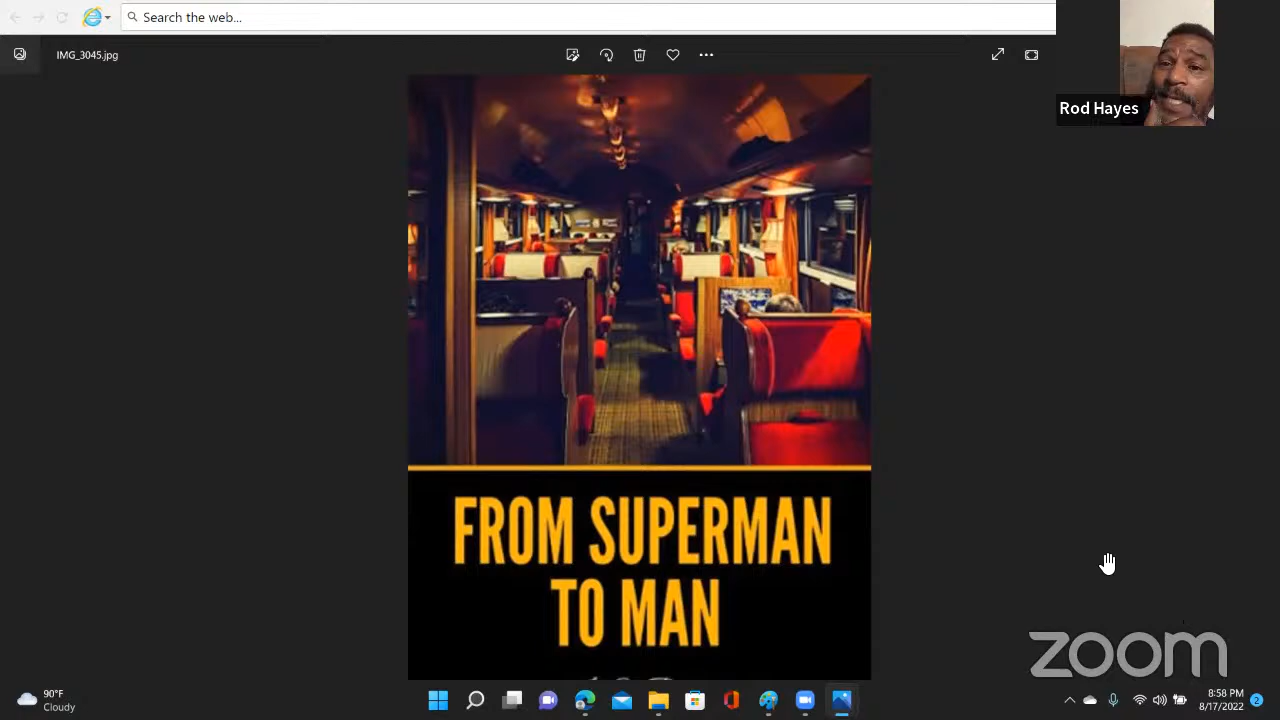 Search the web...
IMG_3045.jpg
Rod Hayes
FROM SUPERMAN
TO MAN
zoom
90°F
Cloudy
8:58 PM
8/17/2022
2